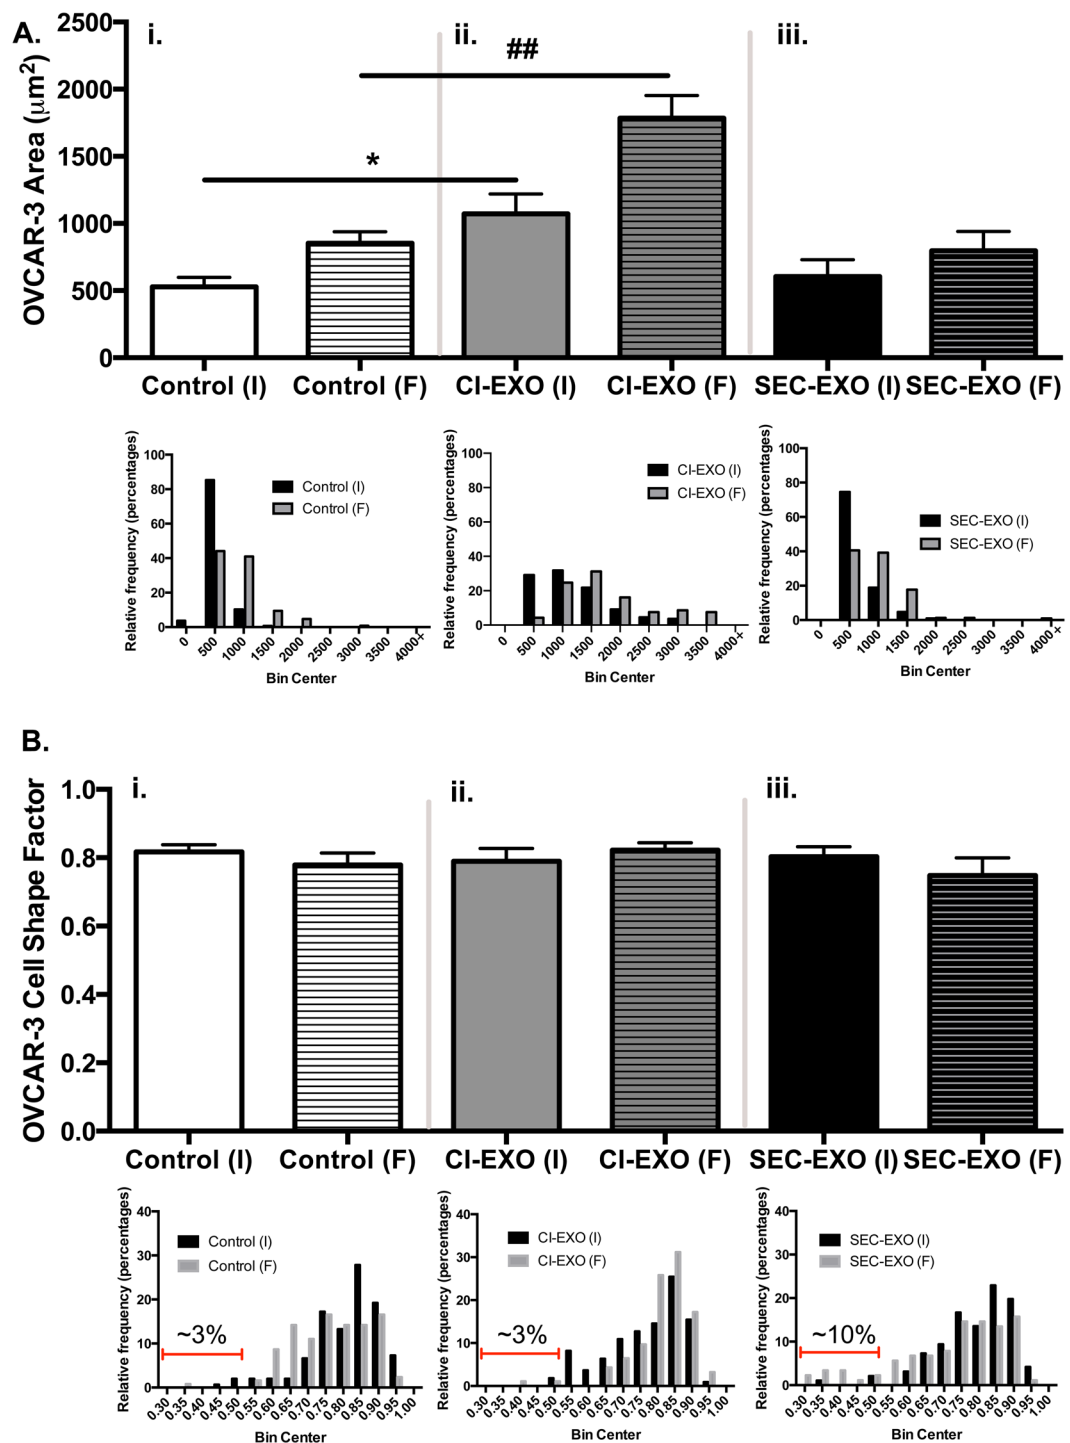 A.
i.
ii.
iii.
##
*
OVCAR-3 Area (μm2)
2500
2000
1500
1000
500
0
Control (I)
Control (F)
CI-EXO (I)
CI-EXO (F)
SEC-EXO (I)
SEC-EXO (F)
Relative frequency (percentages)
100
80
60
40
20
0
Control (I)
Control (F)
0
500
1000
1500
2000
2500
3000
3500
4000+
Bin Center
Relative frequency (percentages)
100
80
60
40
20
0
CI-EXO (I)
CI-EXO (F)
0
500
1000
1500
2000
2500
3000
3500
4000+
Bin Center
Relative frequency (percentages)
100
80
60
40
20
0
SEC-EXO (I)
SEC-EXO (F)
0
500
1000
1500
2000
2500
3000
3500
4000+
Bin Center
B.
i.
ii.
iii.
OVCAR-3 Cell Shape Factor
1.0
0.8
0.6
0.4
0.2
0.0
Control (I)
Control (F)
CI-EXO (I)
CI-EXO (F)
SEC-EXO (I)
SEC-EXO (F)
Relative frequency (percentages)
40
30
20
10
0
Control (I)
Control (F)
~3%
0.30
0.35
0.40
0.45
0.50
0.55
0.60
0.65
0.70
0.75
0.80
0.85
0.90
0.95
1.00
Bin Center
Relative frequency (percentages)
40
30
20
10
0
CI-EXO (I)
CI-EXO (F)
~3%
0.30
0.35
0.40
0.45
0.50
0.55
0.60
0.65
0.70
0.75
0.80
0.85
0.90
0.95
1.00
Bin Center
Relative frequency (percentages)
40
30
20
10
0
SEC-EXO (I)
SEC-EXO (F)
~10%
0.30
0.35
0.40
0.45
0.50
0.55
0.60
0.65
0.70
0.75
0.80
0.85
0.90
0.95
1.00
Bin Center